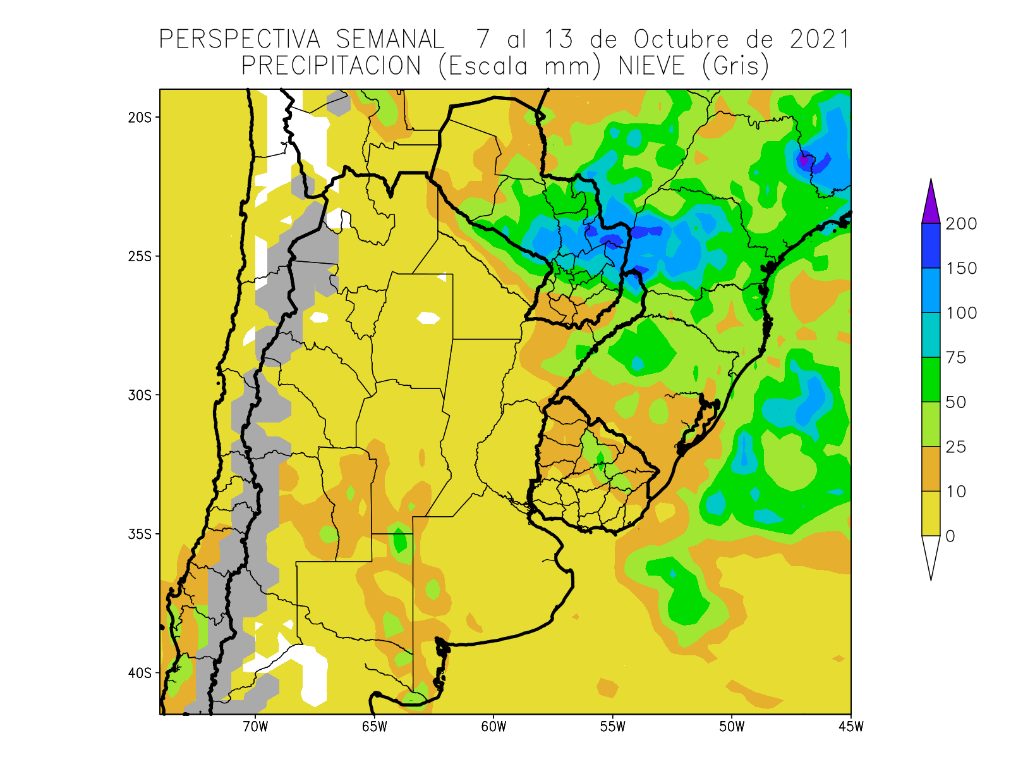 PERSPECTIVA SEMANAL 7 al 13 de Octubre de 2021
PRECIPITACION (Escala mm) NIEVE (Gris)
20S
25S
30S
35S
40S
70W
65W
60W
55W
50W
45W
200
150
100
75
50
25
10
0